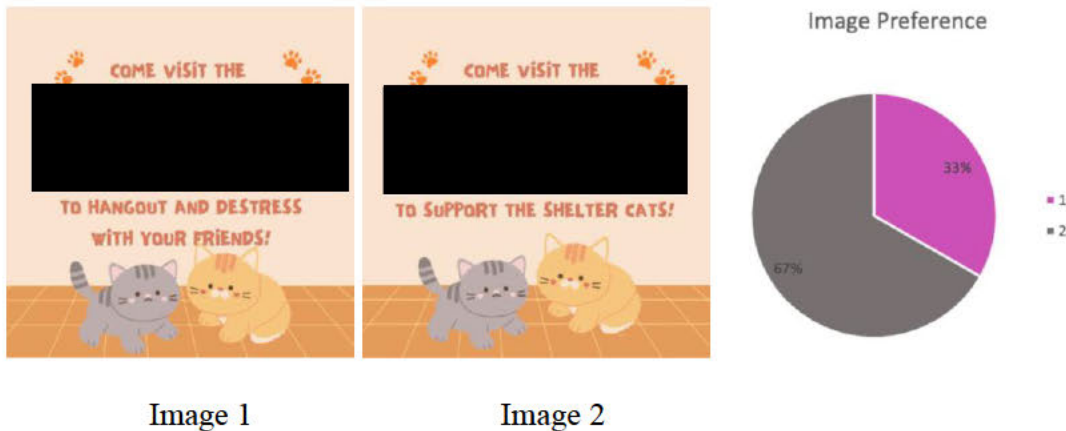 COME VISIT THE
TO HANGOUT AND DESTRESS
WITH YOUR FRIENDS!
COME VISIT THE
TO SUPPORT THE SHELTER CATS!
Image Preference
33%
67%
1
2
Image 1
Image 2